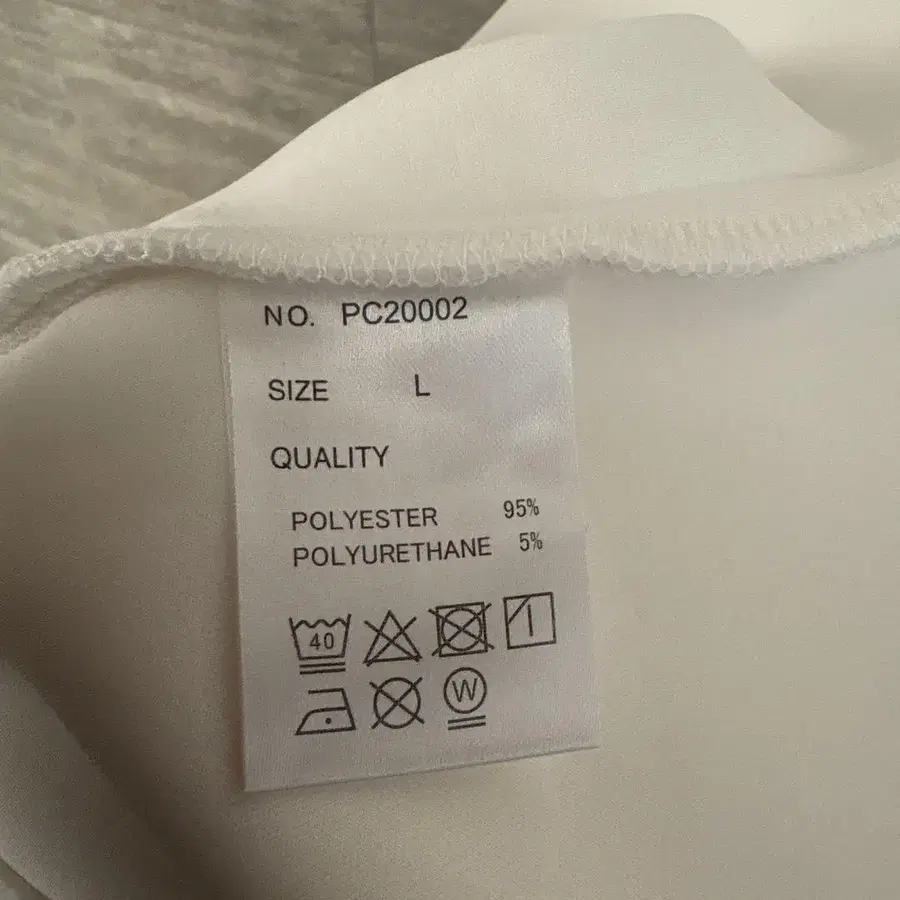 NO. PC20002
SIZE L
QUALITY
POLYESTER 95%
POLYURETHANE 5%
40
W